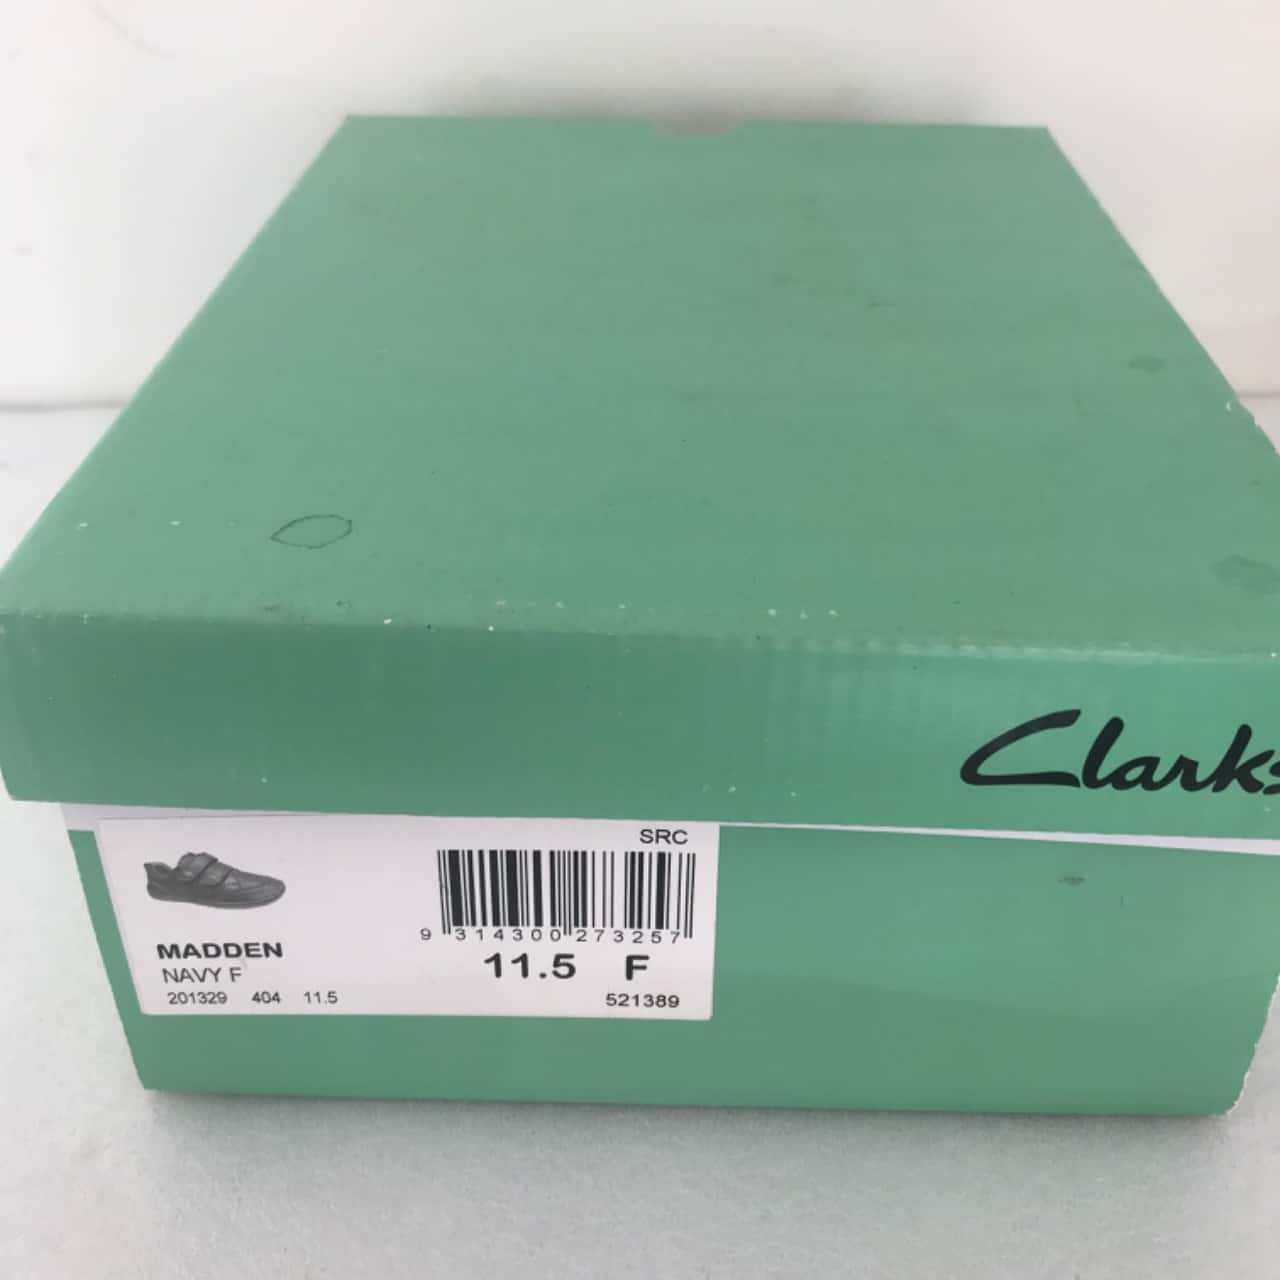 Clarks
SRC
9 314300 273257
MADDEN
NAVY F
201329 404 11.5
11.5 F
521389